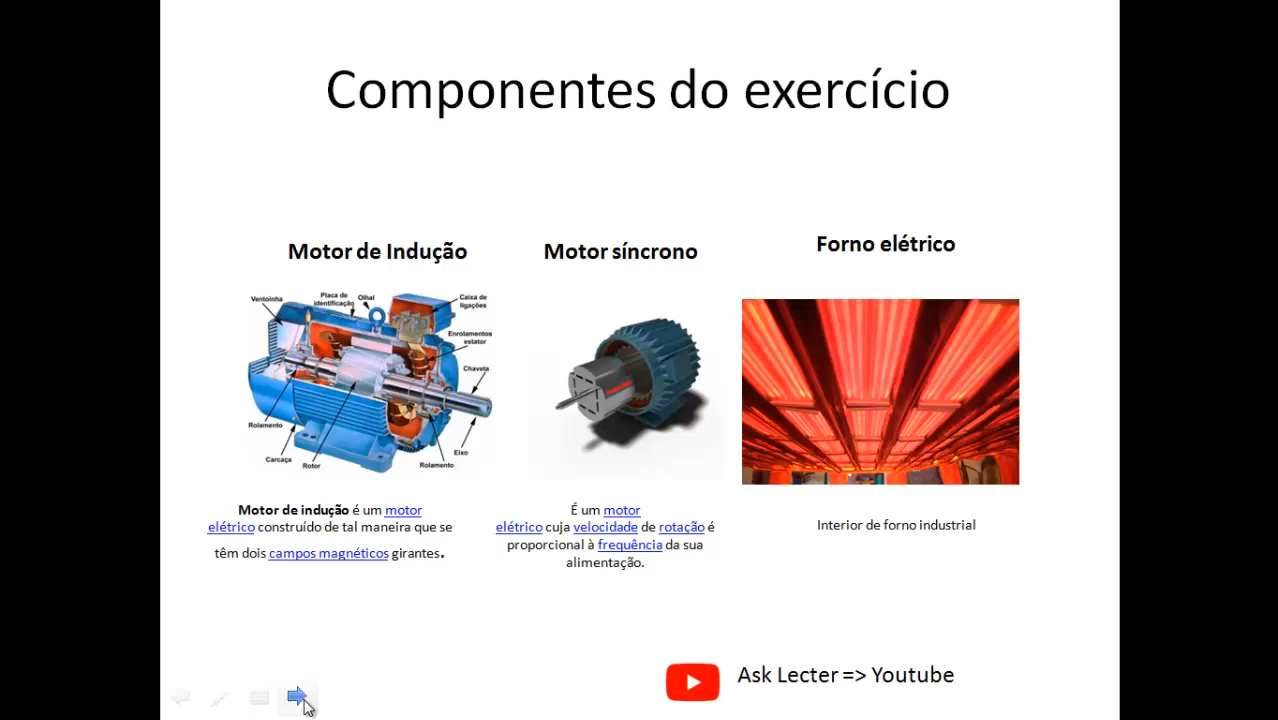 Componentes do exercício
Motor de Indução
Motor síncrono
Forno elétrico
Ventoinha
Placa de
identificação
Olhal
Caixa de
ligações
Enrolamentos
estator
Chaveta
Rolamento
Carcaça
Rotor
Rolamento
Eixo
Motor de indução é um motor
elétrico construído de tal maneira que se
têm dois campos magnéticos girantes.
É um motor
elétrico cuja velocidade de rotação é
proporcional à frequência da sua
alimentação.
Interior de forno industrial
Ask Lecter => Youtube